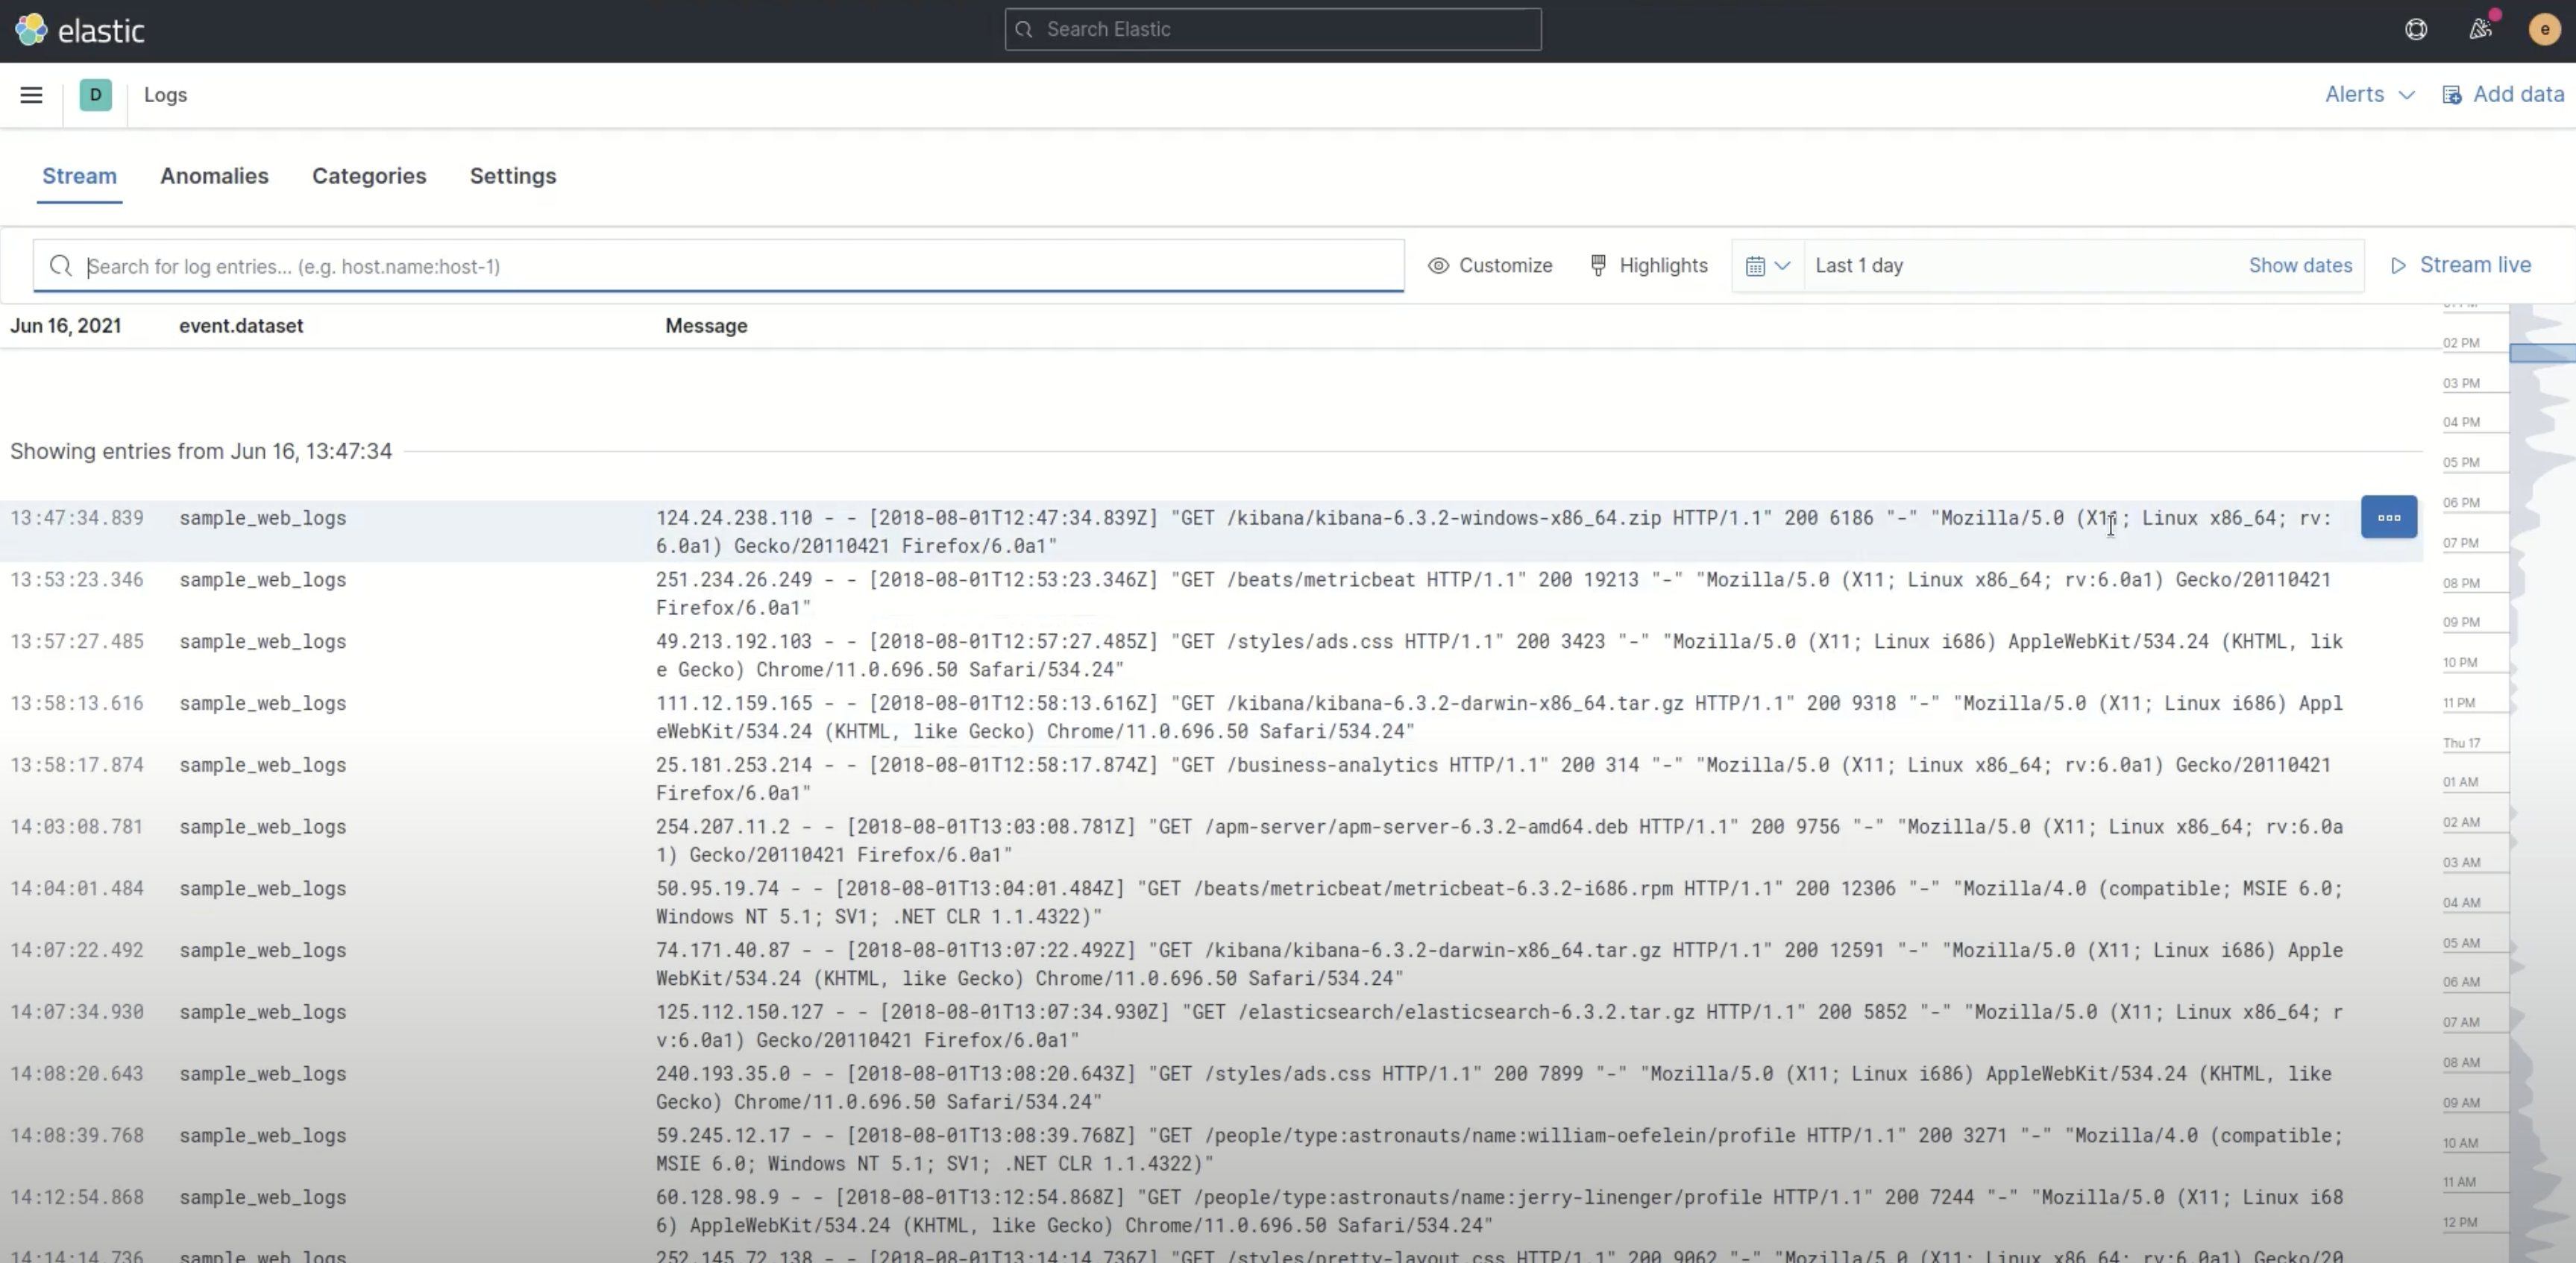 elastic
Search Elastic
e
D
Logs
Alerts
Add data
Stream
Anomalies
Categories
Settings
Search for log entries... (e.g. host.name:host-1)
Customize
Highlights
Last 1 day
Show dates
Stream live
Jun 16, 2021
event.dataset
Message
Showing entries from Jun 16, 13:47:34
13:47:34.839 sample_web_logs 124.24.238.110 - - [2018-08-01T12:47:34.839Z] "GET /kibana/kibana-6.3.2-windows-x86_64.zip HTTP/1.1" 200 6186 "-" "Mozilla/5.0 (X11; Linux x86_64; rv:
6.0a1) Gecko/20110421 Firefox/6.0a1"
13:53:23.346 sample_web_logs 251.234.26.249 - - [2018-08-01T12:53:23.346Z] "GET /beats/metricbeat HTTP/1.1" 200 19213 "-" "Mozilla/5.0 (X11; Linux x86_64; rv:6.0a1) Gecko/20110421
Firefox/6.0a1"
13:57:27.485 sample_web_logs 49.213.192.103 - - [2018-08-01T12:57:27.485Z] "GET /styles/ads.css HTTP/1.1" 200 3423 "-" "Mozilla/5.0 (X11; Linux i686) AppleWebKit/534.24 (KHTML, lik
e Gecko) Chrome/11.0.696.50 Safari/534.24"
13:58:13.616 sample_web_logs 111.12.159.165 - - [2018-08-01T12:58:13.616Z] "GET /kibana/kibana-6.3.2-darwin-x86_64.tar.gz HTTP/1.1" 200 9318 "-" "Mozilla/5.0 (X11; Linux i686) Appl
eWebKit/534.24 (KHTML, like Gecko) Chrome/11.0.696.50 Safari/534.24"
13:58:17.874 sample_web_logs 25.181.253.214 - - [2018-08-01T12:58:17.874Z] "GET /business-analytics HTTP/1.1" 200 314 "-" "Mozilla/5.0 (X11; Linux x86_64; rv:6.0a1) Gecko/20110421
Firefox/6.0a1"
14:03:08.781 sample_web_logs 254.207.11.2 - - [2018-08-01T13:03:08.781Z] "GET /apm-server/apm-server-6.3.2-amd64.deb HTTP/1.1" 200 9756 "-" "Mozilla/5.0 (X11; Linux x86_64; rv:6.0a
1) Gecko/20110421 Firefox/6.0a1"
14:04:01.484 sample_web_logs 50.95.19.74 - - [2018-08-01T13:04:01.484Z] "GET /beats/metricbeat/metricbeat-6.3.2-i686.rpm HTTP/1.1" 200 12306 "-" "Mozilla/4.0 (compatible; MSIE 6.0;
Windows NT 5.1; SV1; .NET CLR 1.1.4322)"
14:07:22.492 sample_web_logs 74.171.40.87 - - [2018-08-01T13:07:22.492Z] "GET /kibana/kibana-6.3.2-darwin-x86_64.tar.gz HTTP/1.1" 200 12591 "-" "Mozilla/5.0 (X11; Linux i686) Apple
WebKit/534.24 (KHTML, like Gecko) Chrome/11.0.696.50 Safari/534.24"
14:07:34.930 sample_web_logs 125.112.150.127 - - [2018-08-01T13:07:34.930Z] "GET /elasticsearch/elasticsearch-6.3.2.tar.gz HTTP/1.1" 200 5852 "-" "Mozilla/5.0 (X11; Linux x86_64; r
v:6.0a1) Gecko/20110421 Firefox/6.0a1"
14:08:20.643 sample_web_logs 240.193.35.0 - - [2018-08-01T13:08:20.643Z] "GET /styles/ads.css HTTP/1.1" 200 7899 "-" "Mozilla/5.0 (X11; Linux i686) AppleWebKit/534.24 (KHTML, like
Gecko) Chrome/11.0.696.50 Safari/534.24"
14:08:39.768 sample_web_logs 59.245.12.17 - - [2018-08-01T13:08:39.768Z] "GET /people/type:astronauts/name:william-oefelein/profile HTTP/1.1" 200 3271 "-" "Mozilla/4.0 (compatible;
MSIE 6.0; Windows NT 5.1; SV1; .NET CLR 1.1.4322)"
14:12:54.868 sample_web_logs 60.128.98.9 - - [2018-08-01T13:12:54.868Z] "GET /people/type:astronauts/name:jerry-linenger/profile HTTP/1.1" 200 7244 "-" "Mozilla/5.0 (X11; Linux i68
6) AppleWebKit/534.24 (KHTML, like Gecko) Chrome/11.0.696.50 Safari/534.24"
14:14:14.736 sample_web_logs 252.145.72.138 - - [2018-08-01T13:14:14.736Z] "GET /styles/pretty-layout.css HTTP/1.1" 200 9062 "-" "Mozilla/5.0 (X11; Linux x86_64; rv:6.0a1) Gecko/20
02 PM
03 PM
04 PM
05 PM
06 PM
07 PM
08 PM
09 PM
10 PM
11 PM
Thu 17
01 AM
02 AM
03 AM
04 AM
05 AM
06 AM
07 AM
08 AM
09 AM
10 AM
11 AM
12 PM